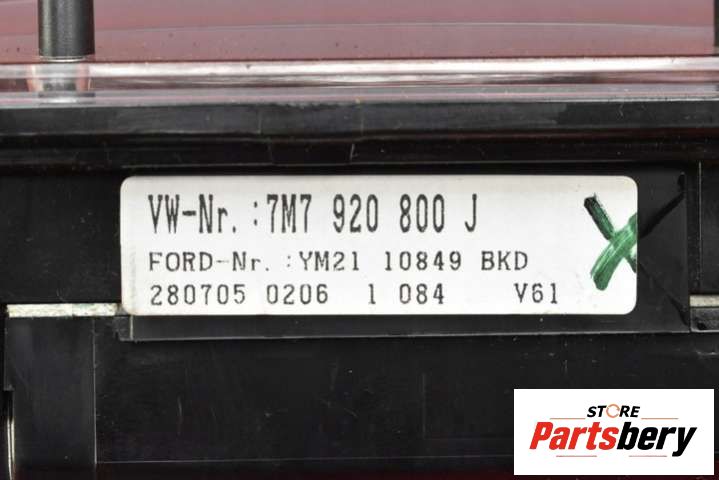 VW-Nr.:7M7 920 800 J
FORD-Nr.:YM21 10849 BKD
280705 0206 1 084 V61
STORE
Partsbery